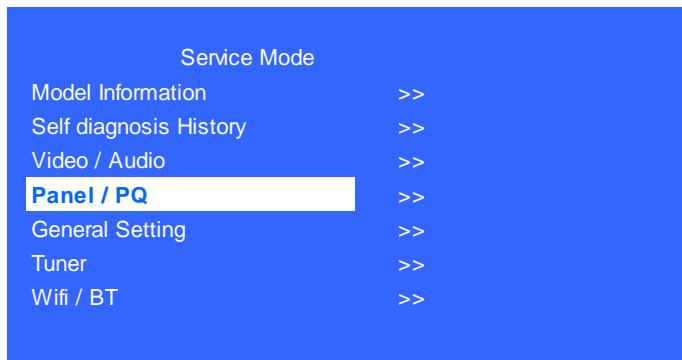 Service Mode
Model Information >>
Self diagnosis History >>
Video / Audio >>
Panel / PQ >>
General Setting >>
Tuner >>
Wifi / BT >>